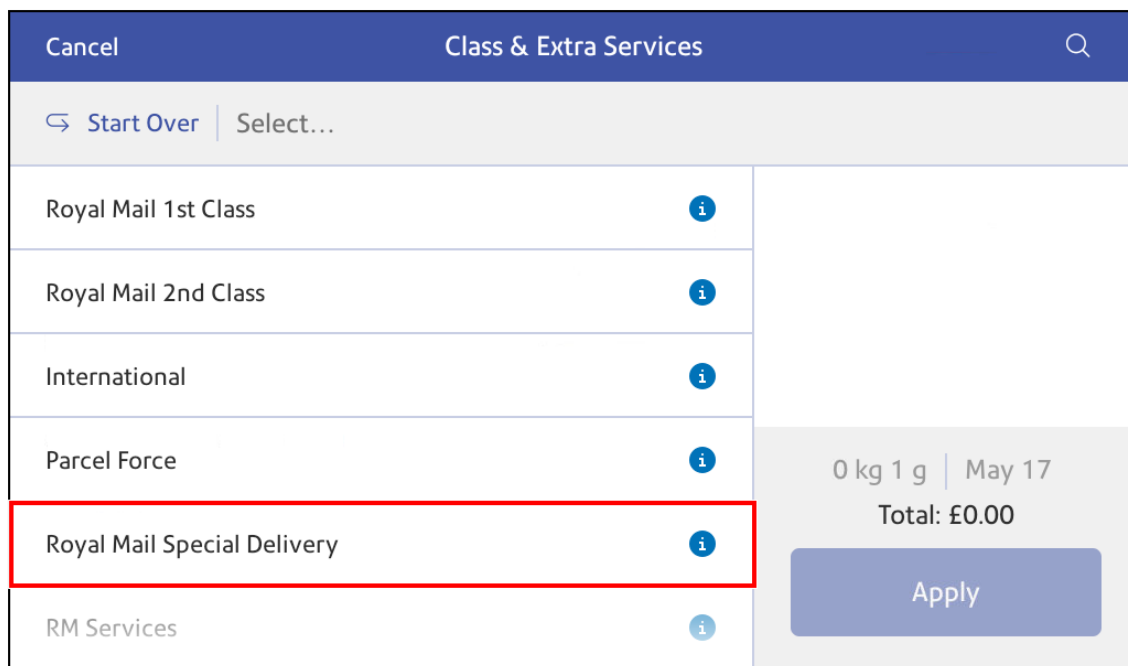 Cancel
Class & Extra Services
Start Over
Select...
Royal Mail 1st Class
Royal Mail 2nd Class
International
Parcel Force
Royal Mail Special Delivery
RM Services
0 kg 1 g
May 17
Total: £0.00
Apply